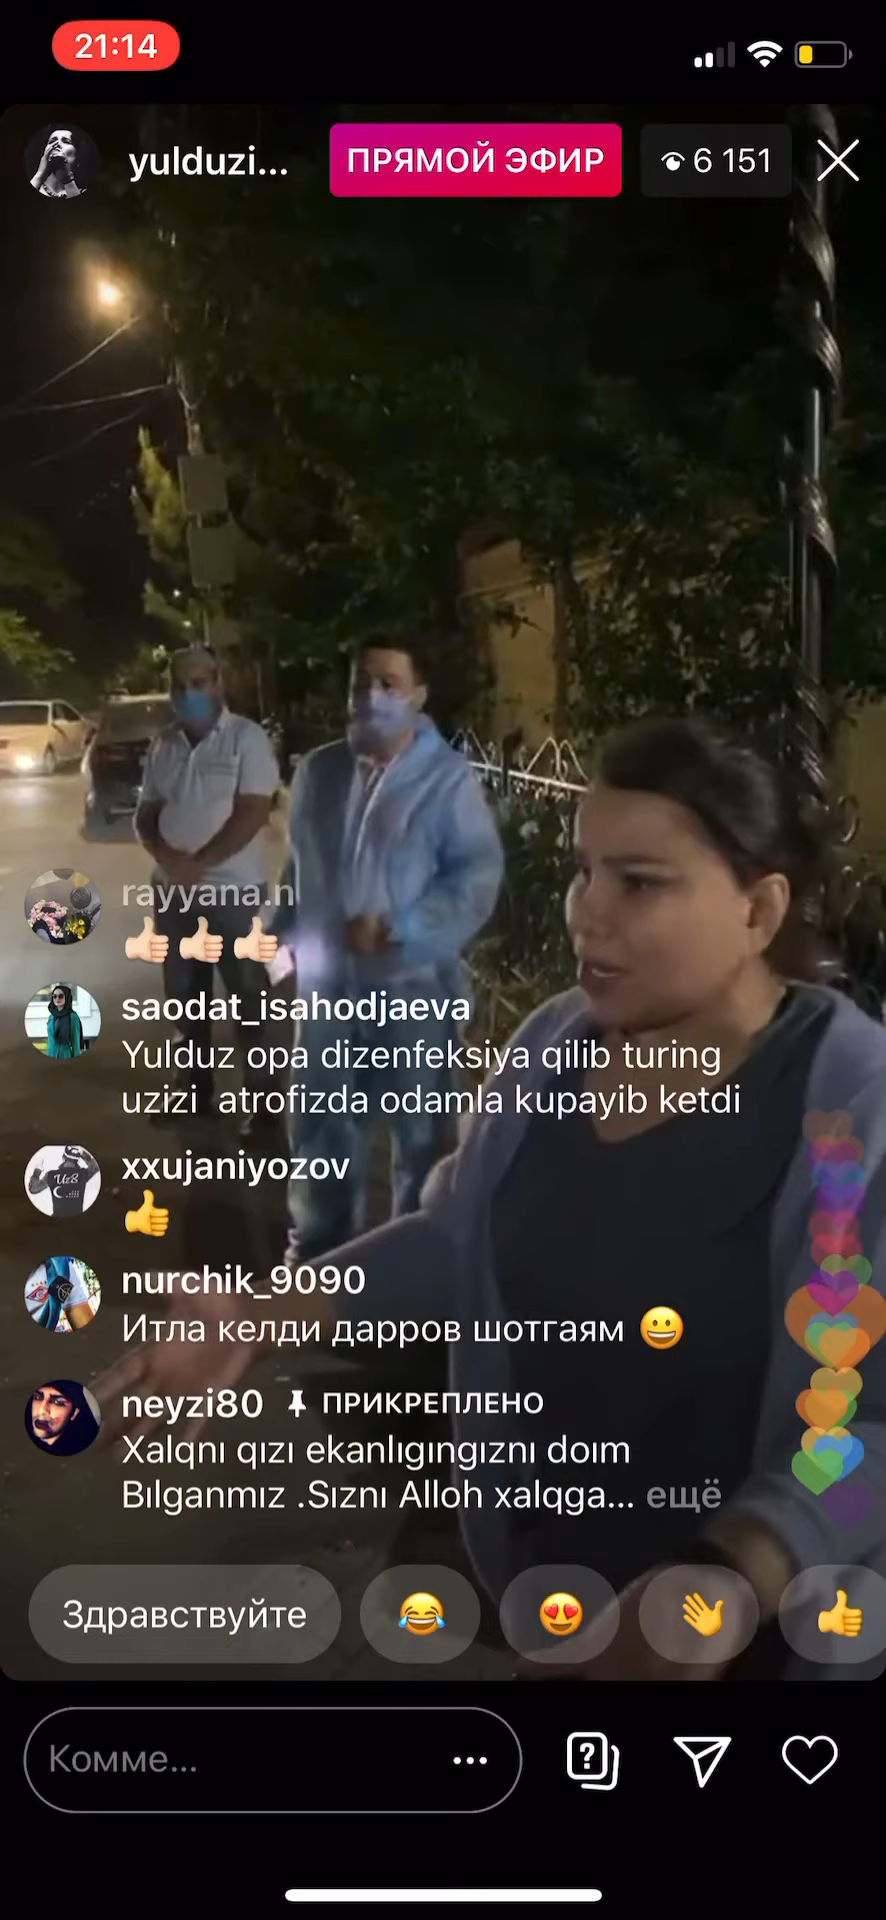 21:14
yulduzi...
ПРЯМОЙ ЭФИР
6 151
rayyana.n
👍🏻👍🏻👍🏻
saodat_isahodjaeva
Yulduz opa dizenfeksiya qilib turing
uzizi atrofizda odamla kupayib ketdi
xxujaniyozov
👍
nurchik_9090
Итла келди дарров шотгаям 😀
neyzi80 📌 ПРИКРЕПЛЕНО
Xalqnı qızı ekanlıgıngıznı doım
Bılganmız .Sıznı Alloh xalqga... ещё
Здравствуйте 😂 😍 👋 👍
Комме...